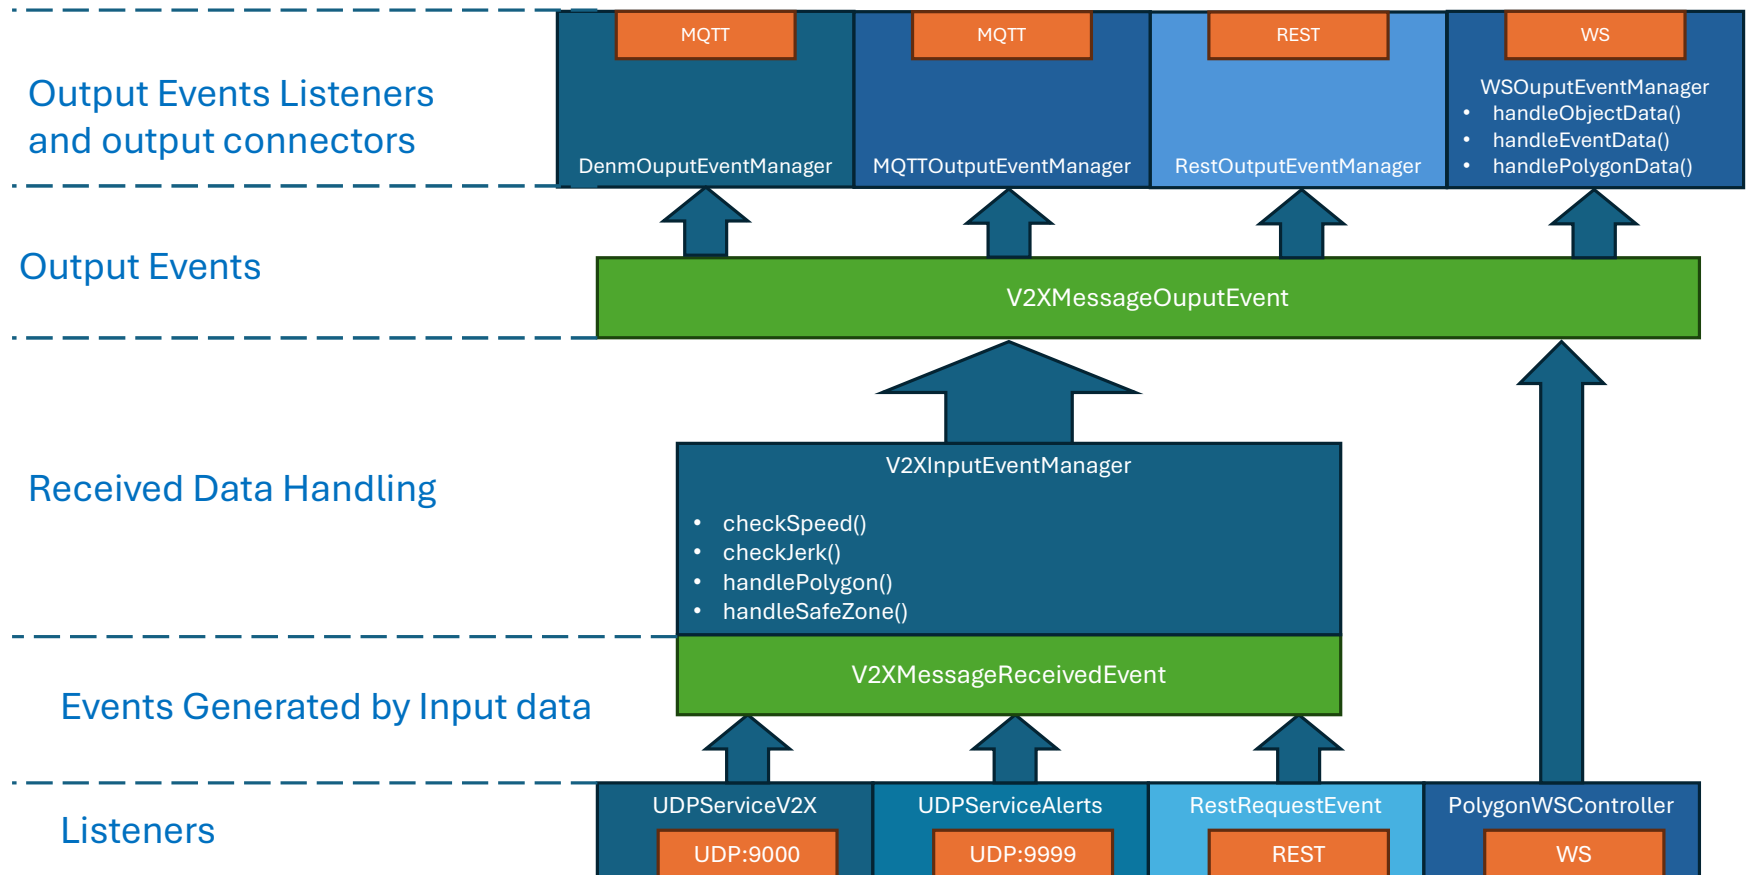 MQTT
MQTT
REST
WS
Output Events Listeners
and output connectors
DenmOuputEventManager
MQTTOutputEventManager
RestOutputEventManager
WSOuputEventManager
• handleObjectData()
• handleEventData()
• handlePolygonData()
Output Events
V2XMessageOuputEvent
Received Data Handling
V2XInputEventManager
• checkSpeed()
• checkJerk()
• handlePolygon()
• handleSafeZone()
Events Generated by Input data
V2XMessageReceivedEvent
Listeners
UDPServiceV2X
UDPServiceAlerts
RestRequestEvent
PolygonWSController
UDP:9000
UDP:9999
REST
WS